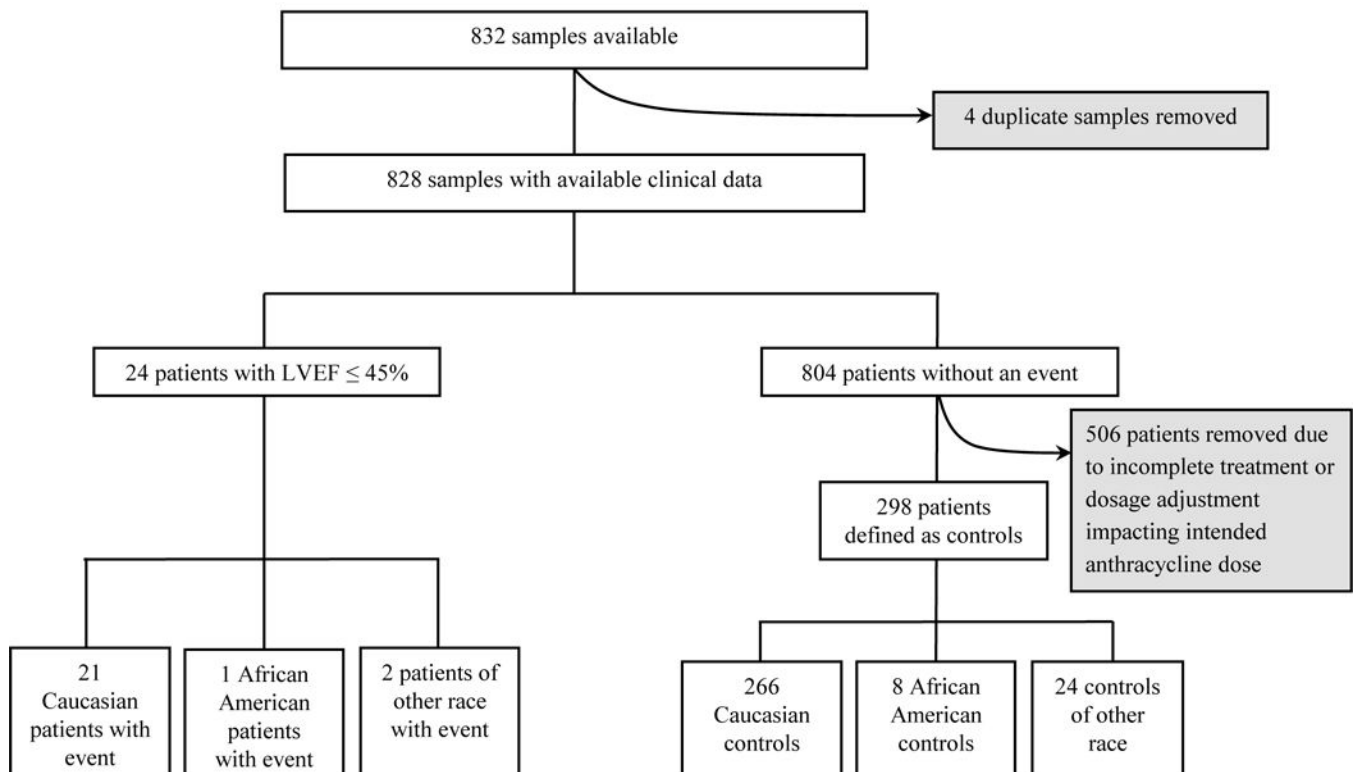 832 samples available
4 duplicate samples removed
828 samples with available clinical data
24 patients with LVEF ≤ 45%
804 patients without an event
506 patients removed due
to incomplete treatment or
dosage adjustment
impacting intended
anthracycline dose
298 patients
defined as controls
21
Caucasian
patients with
event
1 African
American
patients
with event
2 patients of
other race
with event
266
Caucasian
controls
8 African
American
controls
24 controls
of other
race